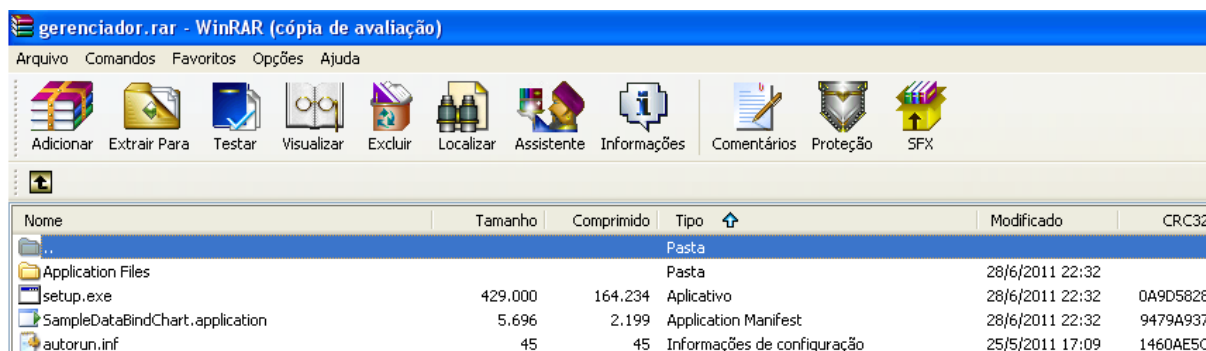 gerenciador.rar - WinRAR (cópia de avaliação)
Arquivo Comandos Favoritos Opções Ajuda
Adicionar Extrair Para Testar Visualizar Excluir Localizar Assistente Informações Comentários Proteção SFX
Nome Tamanho Comprimido Tipo Modificado CRC32
.. Pasta
Application Files Pasta 28/6/2011 22:32
setup.exe 429.000 164.234 Aplicativo 28/6/2011 22:32 0A9D5828
SampleDataBindChart.application 5.696 2.199 Application Manifest 28/6/2011 22:32 9479A937
autorun.inf 45 45 Informações de configuração 25/5/2011 17:09 1460AE5C